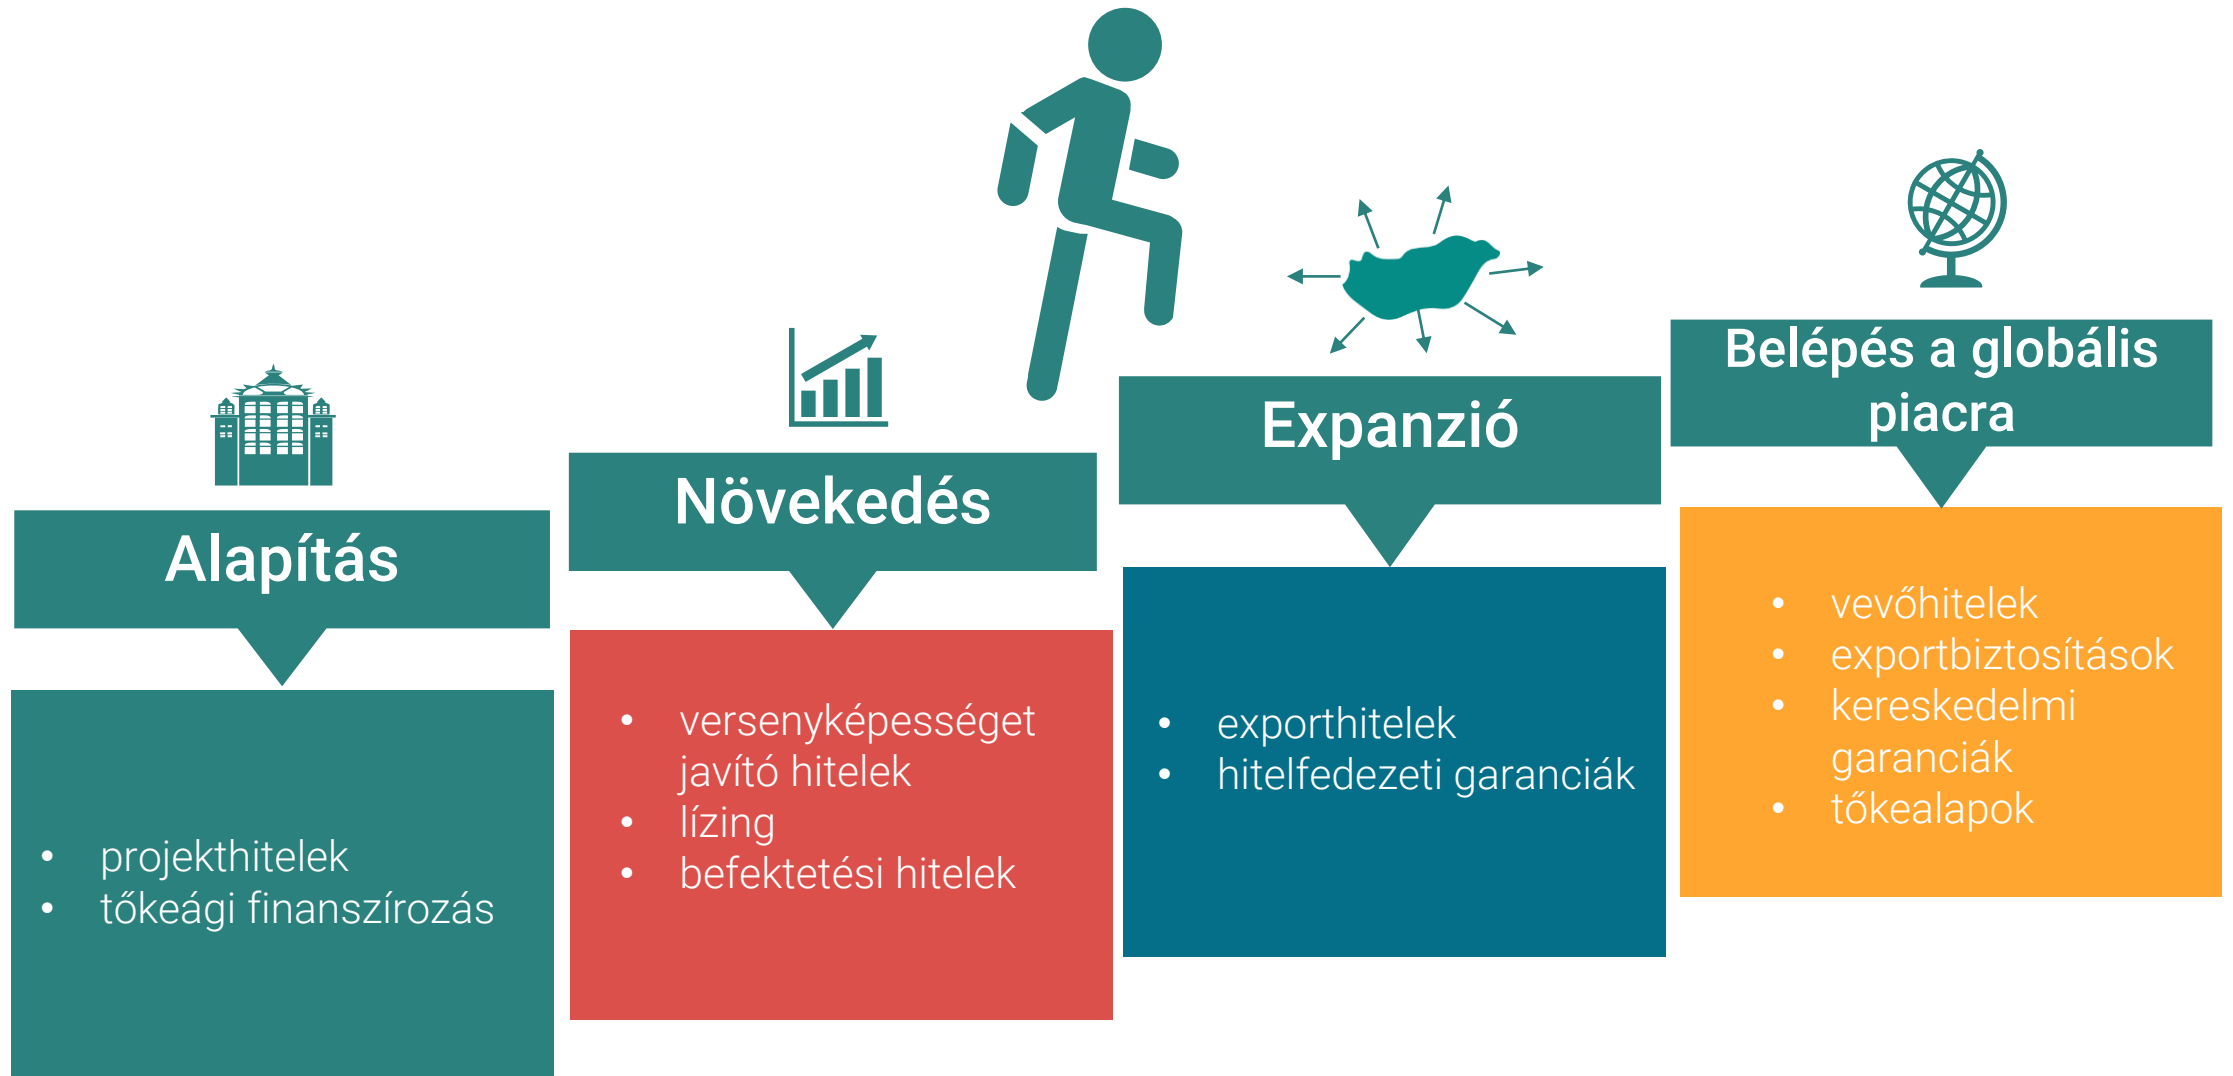 Alapítás
• projekthitelek
• tőkeági finanszírozás
Növekedés
• versenyképességet
javító hitelek
• lízing
• befektetési hitelek
Expanzió
• exporthitelek
• hitelfedezeti garanciák
Belépés a globális
piacra
• vevőhitelek
• exportbiztosítások
• kereskedelmi
garanciák
• tőkealapok